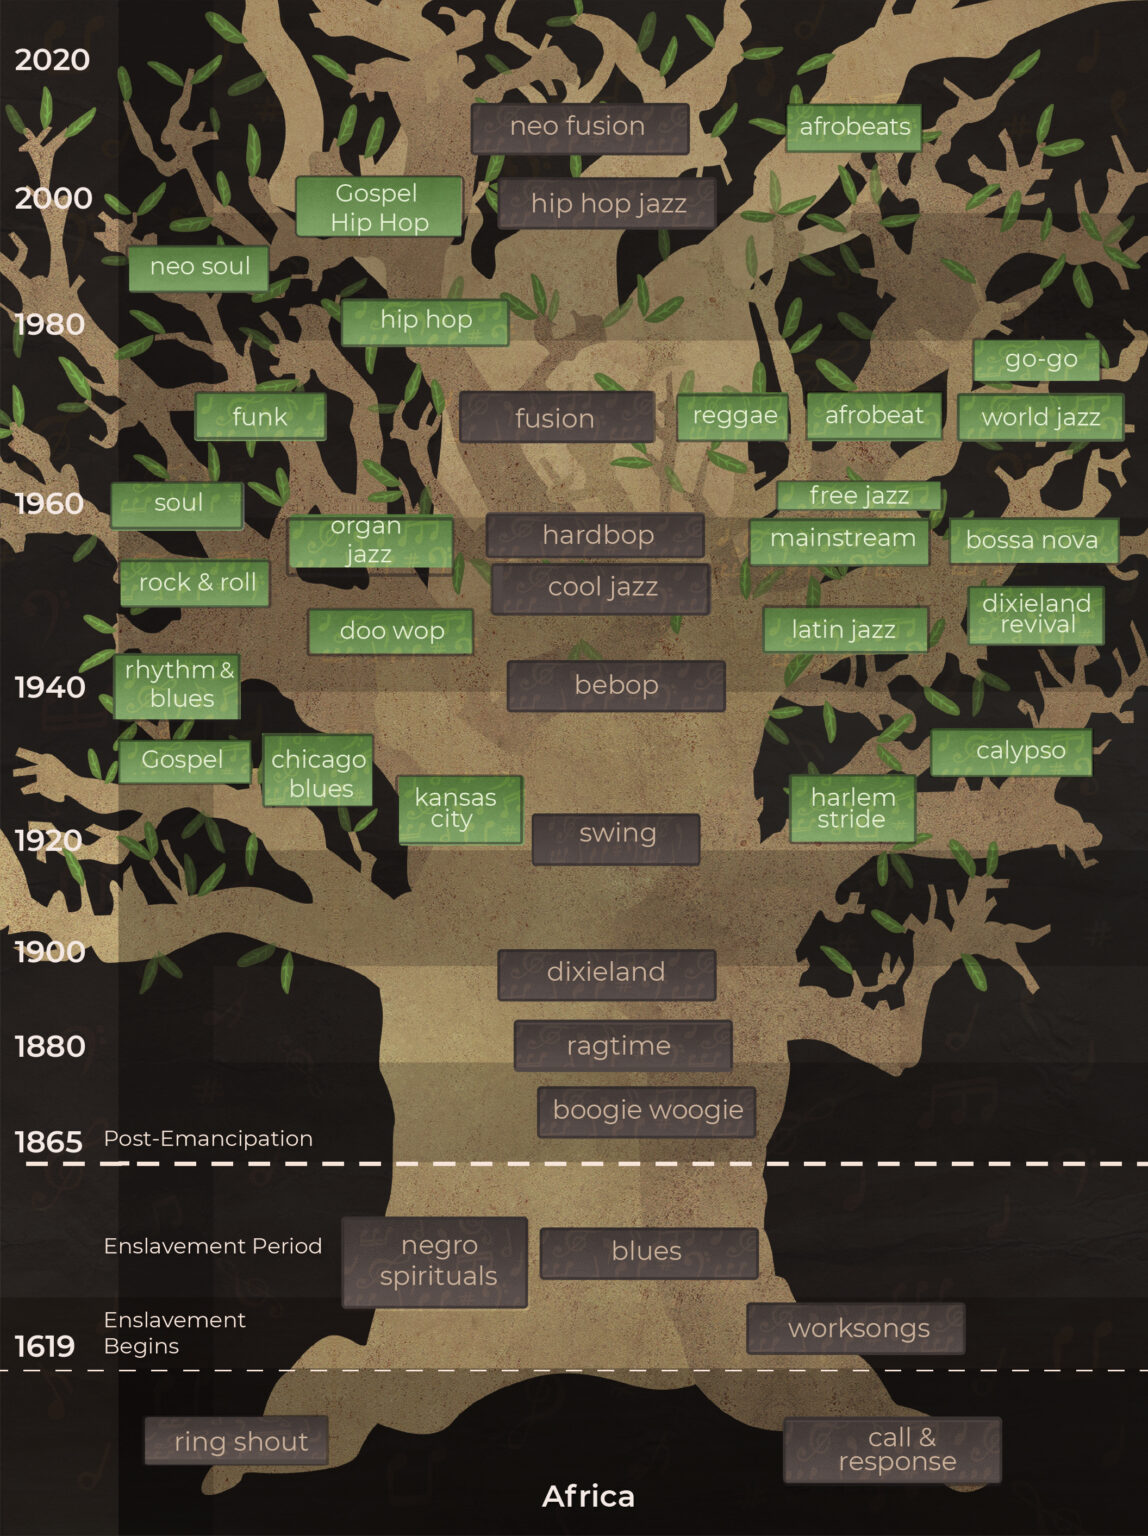 2020
neo fusion
afrobeats
2000
Gospel
Hip Hop
hip hop jazz
neo soul
1980
hip hop
go-go
funk
fusion
reggae
afrobeat
world jazz
1960
soul
free jazz
organ
jazz
hardbop
mainstream
bossa nova
rock & roll
cool jazz
dixieland
revival
doo wop
latin jazz
1940
rhythm &
blues
bebop
Gospel
chicago
blues
calypso
kansas
city
harlem
stride
1920
swing
1900
dixieland
1880
ragtime
boogie woogie
1865
Post-Emancipation
Enslavement Period
negro
spirituals
blues
1619
Enslavement
Begins
worksongs
ring shout
call &
response
Africa